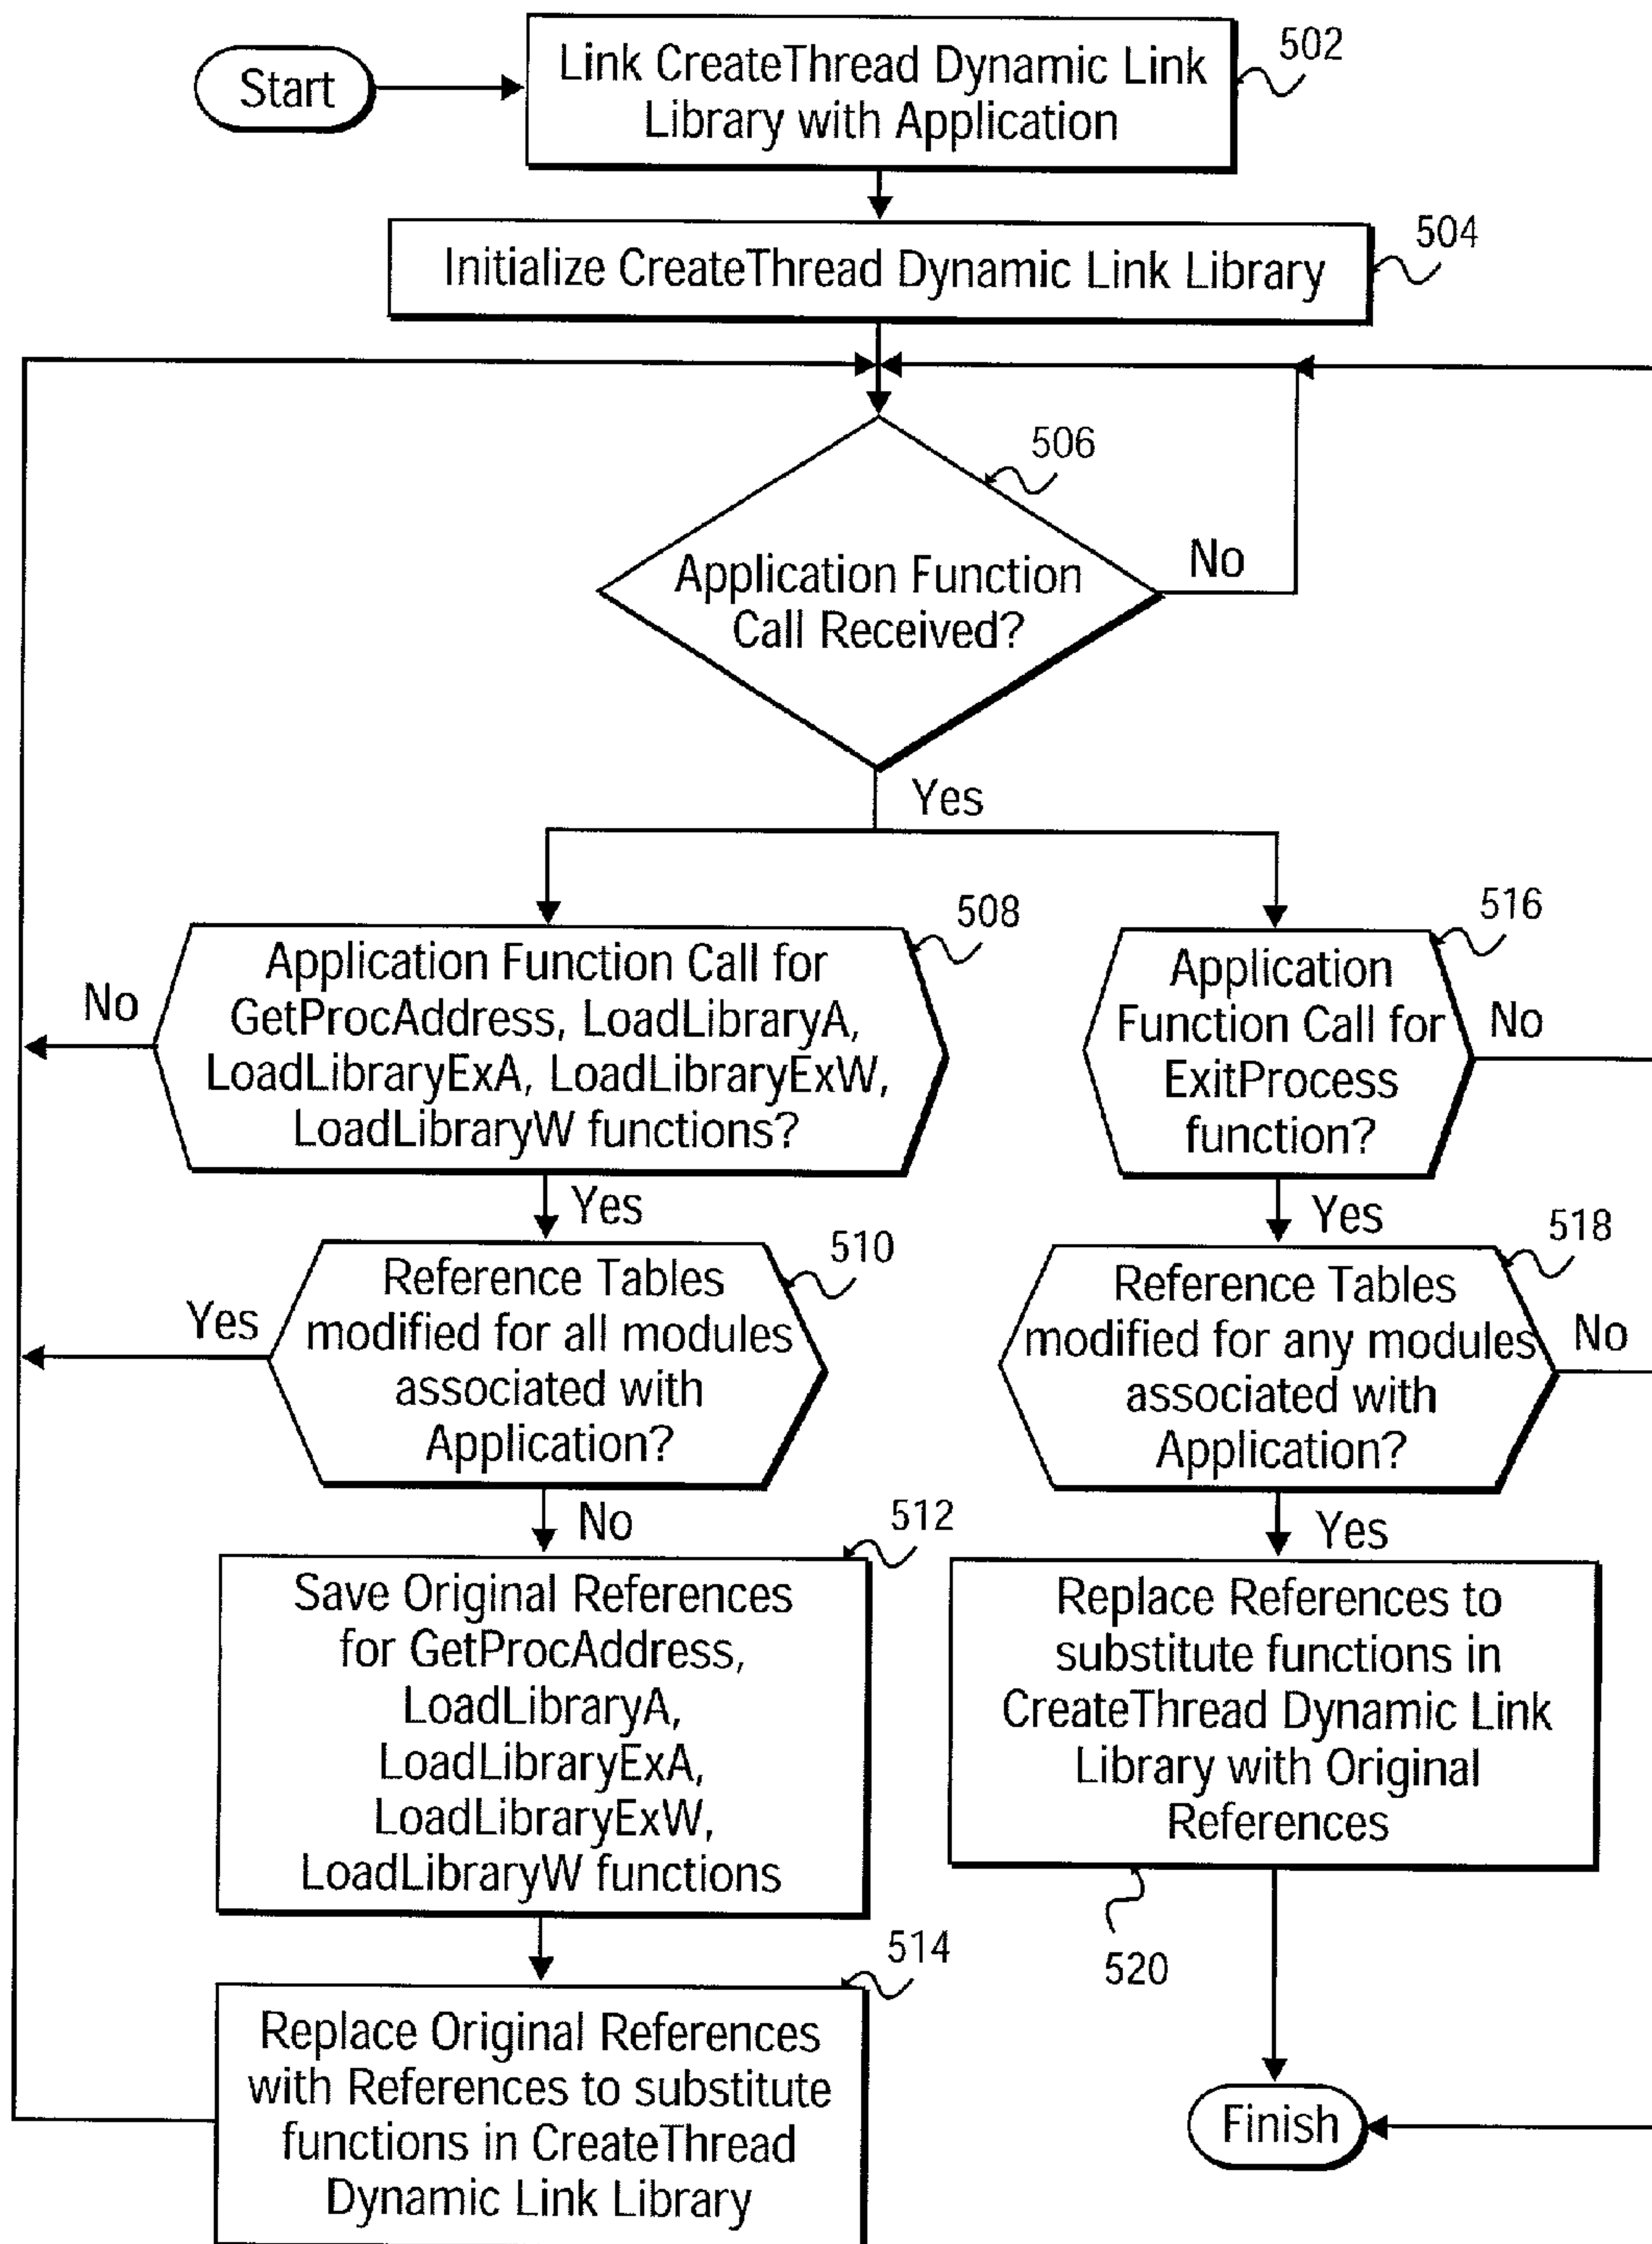 Start
Link CreateThread Dynamic Link
Library with Application
502
Initialize CreateThread Dynamic Link Library
504
506
Application Function
Call Received?
No
Yes
508
Application Function Call for
GetProcAddress, LoadLibraryA,
LoadLibraryExA, LoadLibraryExW,
LoadLibraryW functions?
No
Yes
516
Application
Function Call for
ExitProcess
function?
No
Yes
510
Reference Tables
modified for all modules
associated with
Application?
Yes
No
518
Reference Tables
modified for any modules
associated with
Application?
No
Yes
512
Save Original References
for GetProcAddress,
LoadLibraryA,
LoadLibraryExA,
LoadLibraryExW,
LoadLibraryW functions
Replace References to
substitute functions in
CreateThread Dynamic Link
Library with Original
References
520
514
Replace Original References
with References to substitute
functions in CreateThread
Dynamic Link Library
Finish